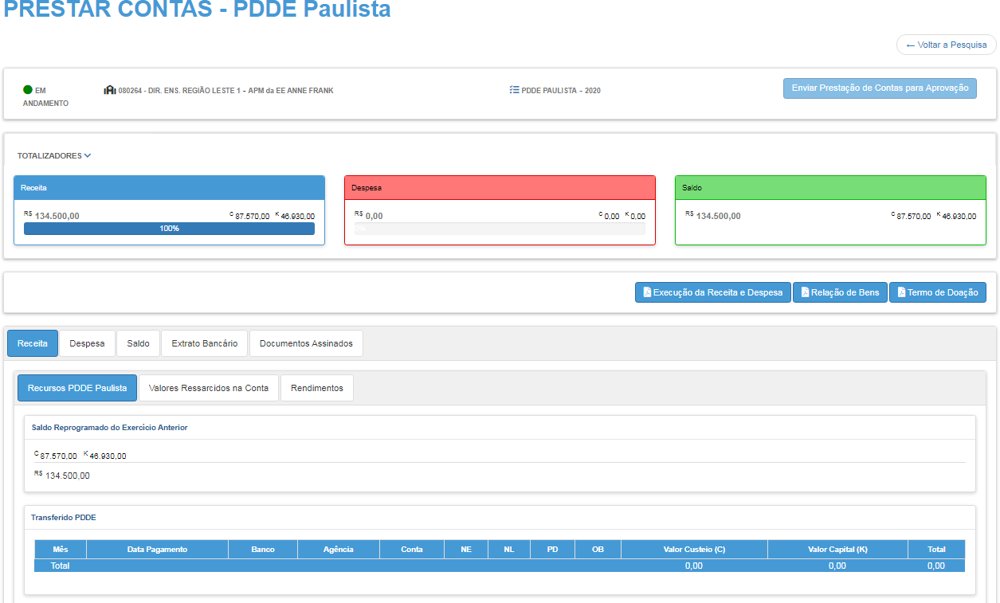 PRESTAR CONTAS - PDDE Paulista
← Voltar a Pesquisa
EM ANDAMENTO
080264 - DIR. ENS. REGIÃO LESTE 1 - APM da EE ANNE FRANK
PDDE PAULISTA - 2020
Enviar Prestação de Contas para Aprovação
TOTALIZADORES
Receita
R$ 134.500,00 C 87.570,00 K 46.930,00
100%
Despesa
R$ 0,00 C 0,00 K 0,00
0%
Saldo
R$ 134.500,00 C 87.570,00 K 46.930,00
Execução da Receita e Despesa Relação de Bens Termo de Doação
Receita Despesa Saldo Extrato Bancário Documentos Assinados
Recursos PDDE Paulista Valores Ressarcidos na Conta Rendimentos
Saldo Reprogramado do Exercício Anterior
C 87.570,00 K 46.930,00
R$ 134.500,00
Transferido PDDE
Mês Data Pagamento Banco Agência Conta NE NL PD OB Valor Custeio (C) Valor Capital (K) Total
Total 0,00 0,00 0,00